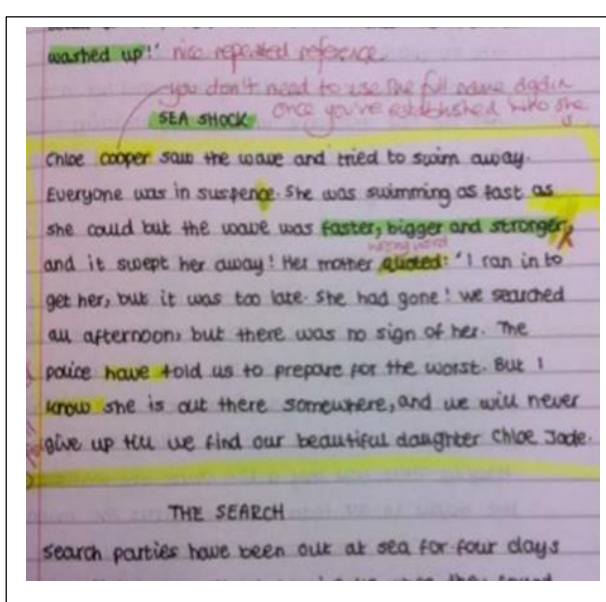 washed up!' nice repeated reference
you don't need to use the full name again
SEA SHOCK once you've established who she
is
Chloe cooper saw the wave and tried to swim away.
Everyone was in suspence. She was swimming as fast as
she could but the wave was faster, bigger and stronger,
wrong word
and it swept her away! Her mother quoted: "I ran in to
get her, but it was too late. She had gone! we searched
all afternoon, but there was no sign of her. The
police have told us to prepare for the worst. But I
know she is out there somewhere, and we will never
give up till we find our beautiful daughter Chloe Jade.
THE SEARCH
search parties have been out at sea for four days